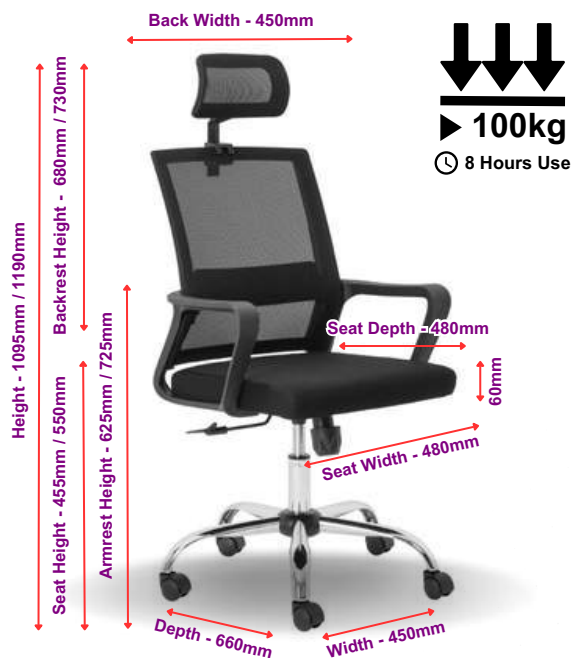 Back Width - 450mm
100kg
8 Hours Use
Height - 1095mm / 1190mm
Backrest Height - 680mm / 730mm
Seat Height - 455mm / 550mm
Armrest Height - 625mm / 725mm
Seat Depth - 480mm
60mm
Seat Width - 480mm
Depth - 660mm
Width - 450mm